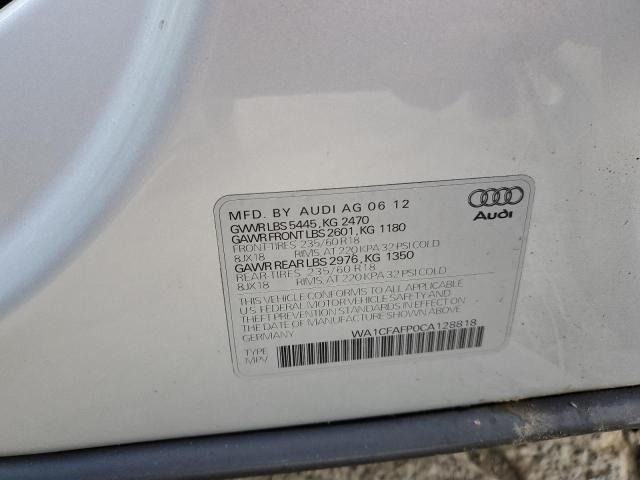 MFD. BY AUDI AG 06 12
GVWR LBS 5445, KG 2470
GAWR FRONT LBS 2601, KG 1180
FRONT-TIRES 235/60 R18
8JX18 RIMS, AT 220 KPA 32 PSI COLD
GAWR REAR LBS 2976, KG 1350
REAR-TIRES 235/60 R18
8JX18 RIMS, AT 220 KPA 32 PSI COLD
THIS VEHICLE CONFORMS TO ALL APPLICABLE
U.S. FEDERAL MOTOR VEHICLE SAFETY AND
THEFT PREVENTION STANDARDS IN EFFECT ON
THE DATE OF MANUFACTURE SHOWN ABOVE.
GERMANY WA1CFAFP0CA128818
TYPE
MPV
Audi